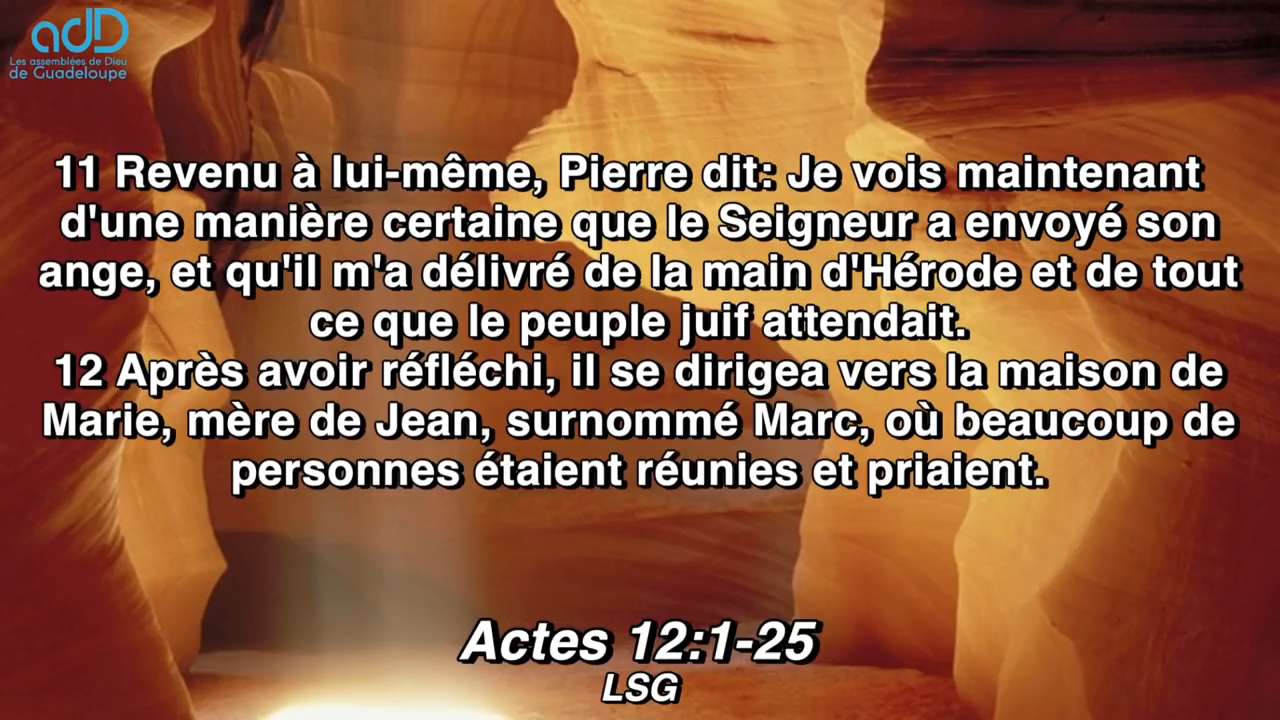 adD
Les assemblées de Dieu
de Guadeloupe
11 Revenu à lui-même, Pierre dit: Je vois maintenant
d'une manière certaine que le Seigneur a envoyé son
ange, et qu'il m'a délivré de la main d'Hérode et de tout
ce que le peuple juif attendait.
12 Après avoir réfléchi, il se dirigea vers la maison de
Marie, mère de Jean, surnommé Marc, où beaucoup de
personnes étaient réunies et priaient.
Actes 12:1-25
LSG